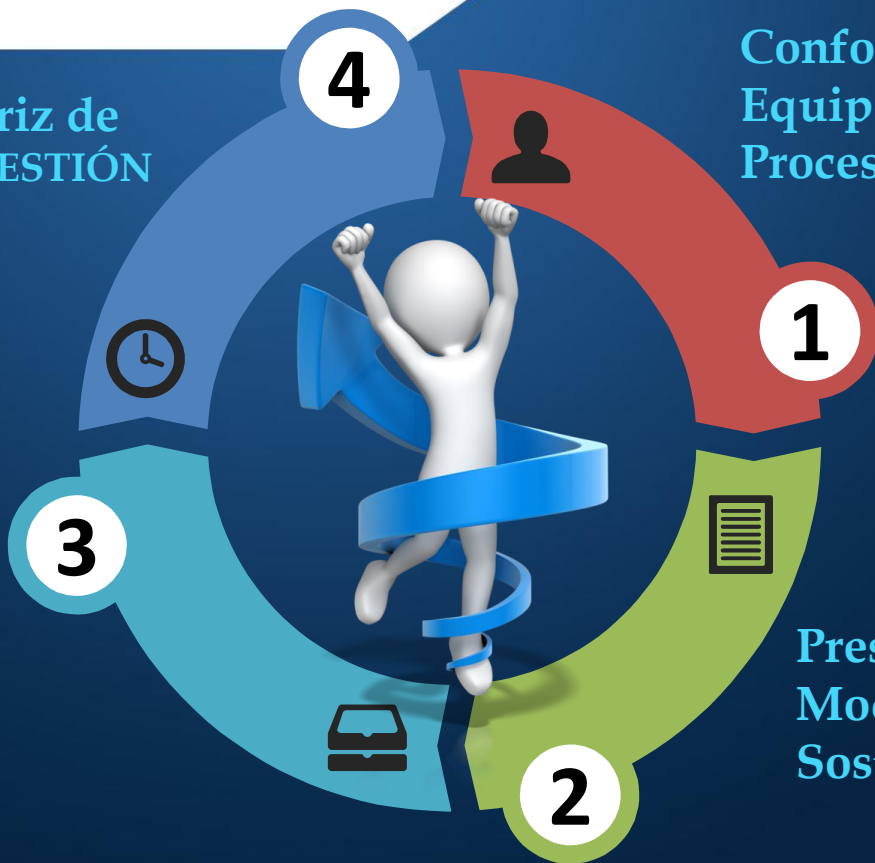 4
riz de
ESTIÓN
Confo
Equip
Proces
1
3
Pres
Mo
Sos
2